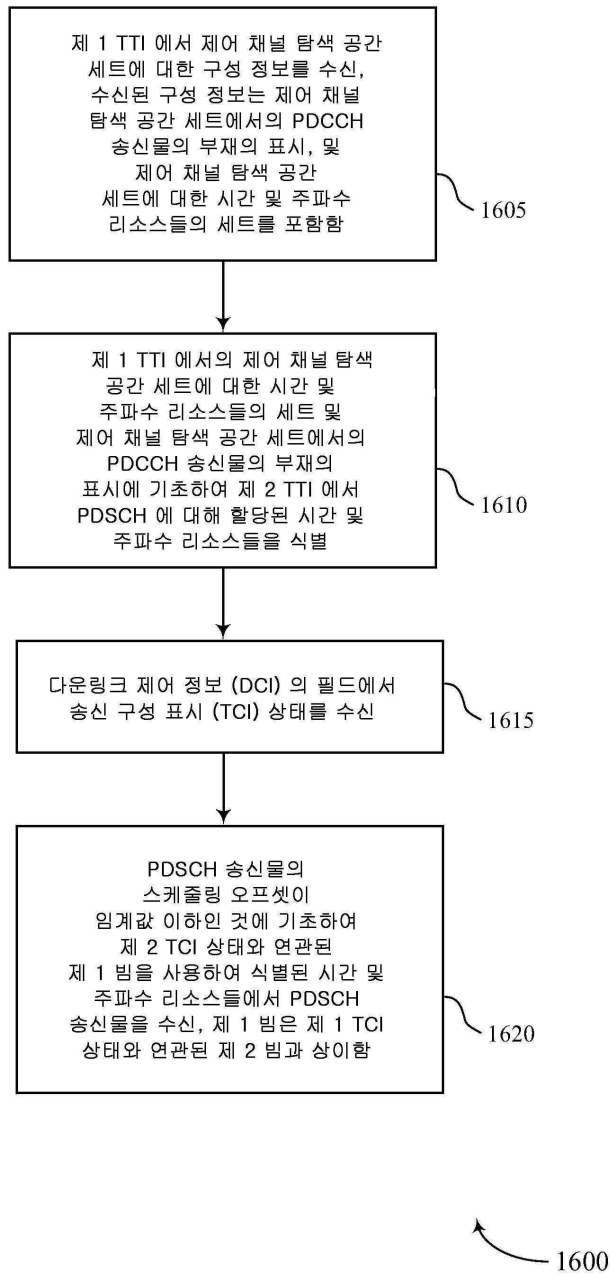 제 1 TTI 에서 제어 채널 탐색 공간
세트에 대한 구성 정보를 수신,
수신된 구성 정보는 제어 채널
탐색 공간 세트에서의 PDCCH
송신물의 부재의 표시, 및
제어 채널 탐색 공간
세트에 대한 시간 및 주파수
리소스들의 세트를 포함함
1605
제 1 TTI 에서의 제어 채널 탐색
공간 세트에 대한 시간 및
주파수 리소스들의 세트 및
제어 채널 탐색 공간 세트에서의
PDCCH 송신물의 부재의
표시에 기초하여 제 2 TTI 에서
PDSCH 에 대해 할당된 시간 및
주파수 리소스들을 식별
1610
다운링크 제어 정보 (DCI) 의 필드에서
송신 구성 표시 (TCI) 상태를 수신
1615
PDSCH 송신물의
스케줄링 오프셋이
임계값 이하인 것에 기초하여
제 2 TCI 상태와 연관된
제 1 빔을 사용하여 식별된 시간 및
주파수 리소스들에서 PDSCH
송신물을 수신, 제 1 빔은 제 1 TCI
상태와 연관된 제 2 빔과 상이함
1620
1600